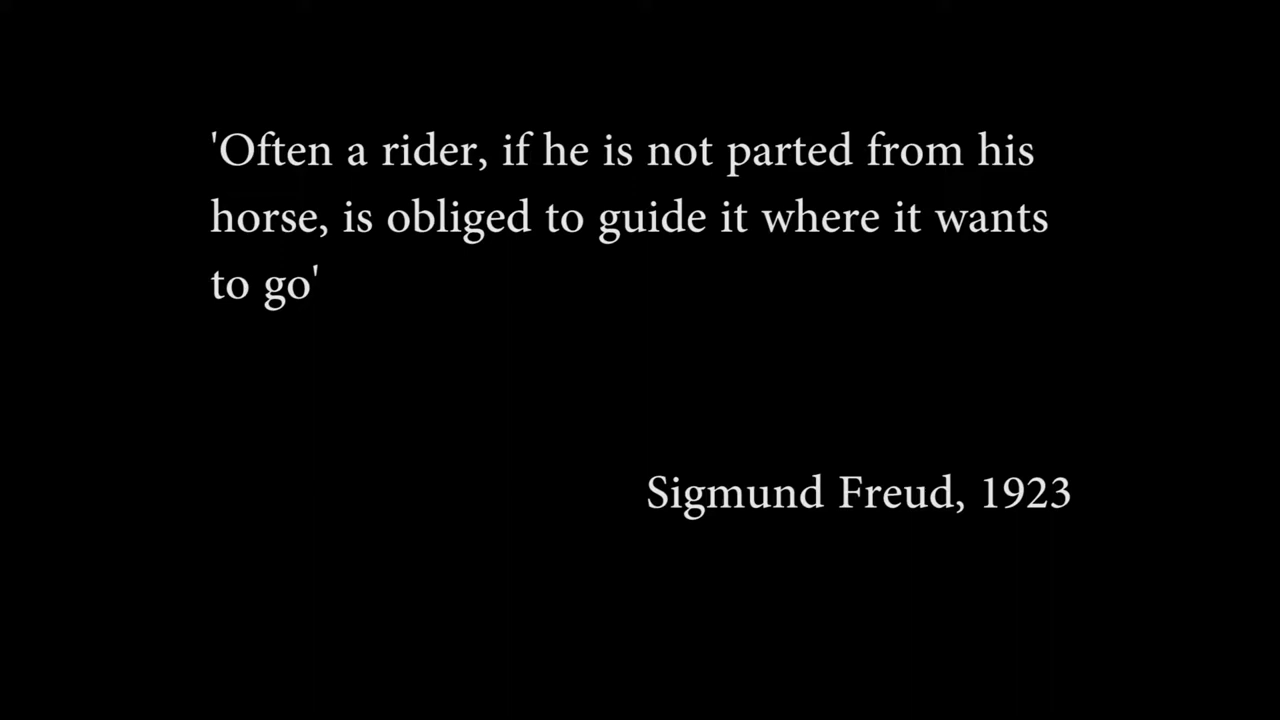 'Often a rider, if he is not parted from his
horse, is obliged to guide it where it wants
to go'
Sigmund Freud, 1923